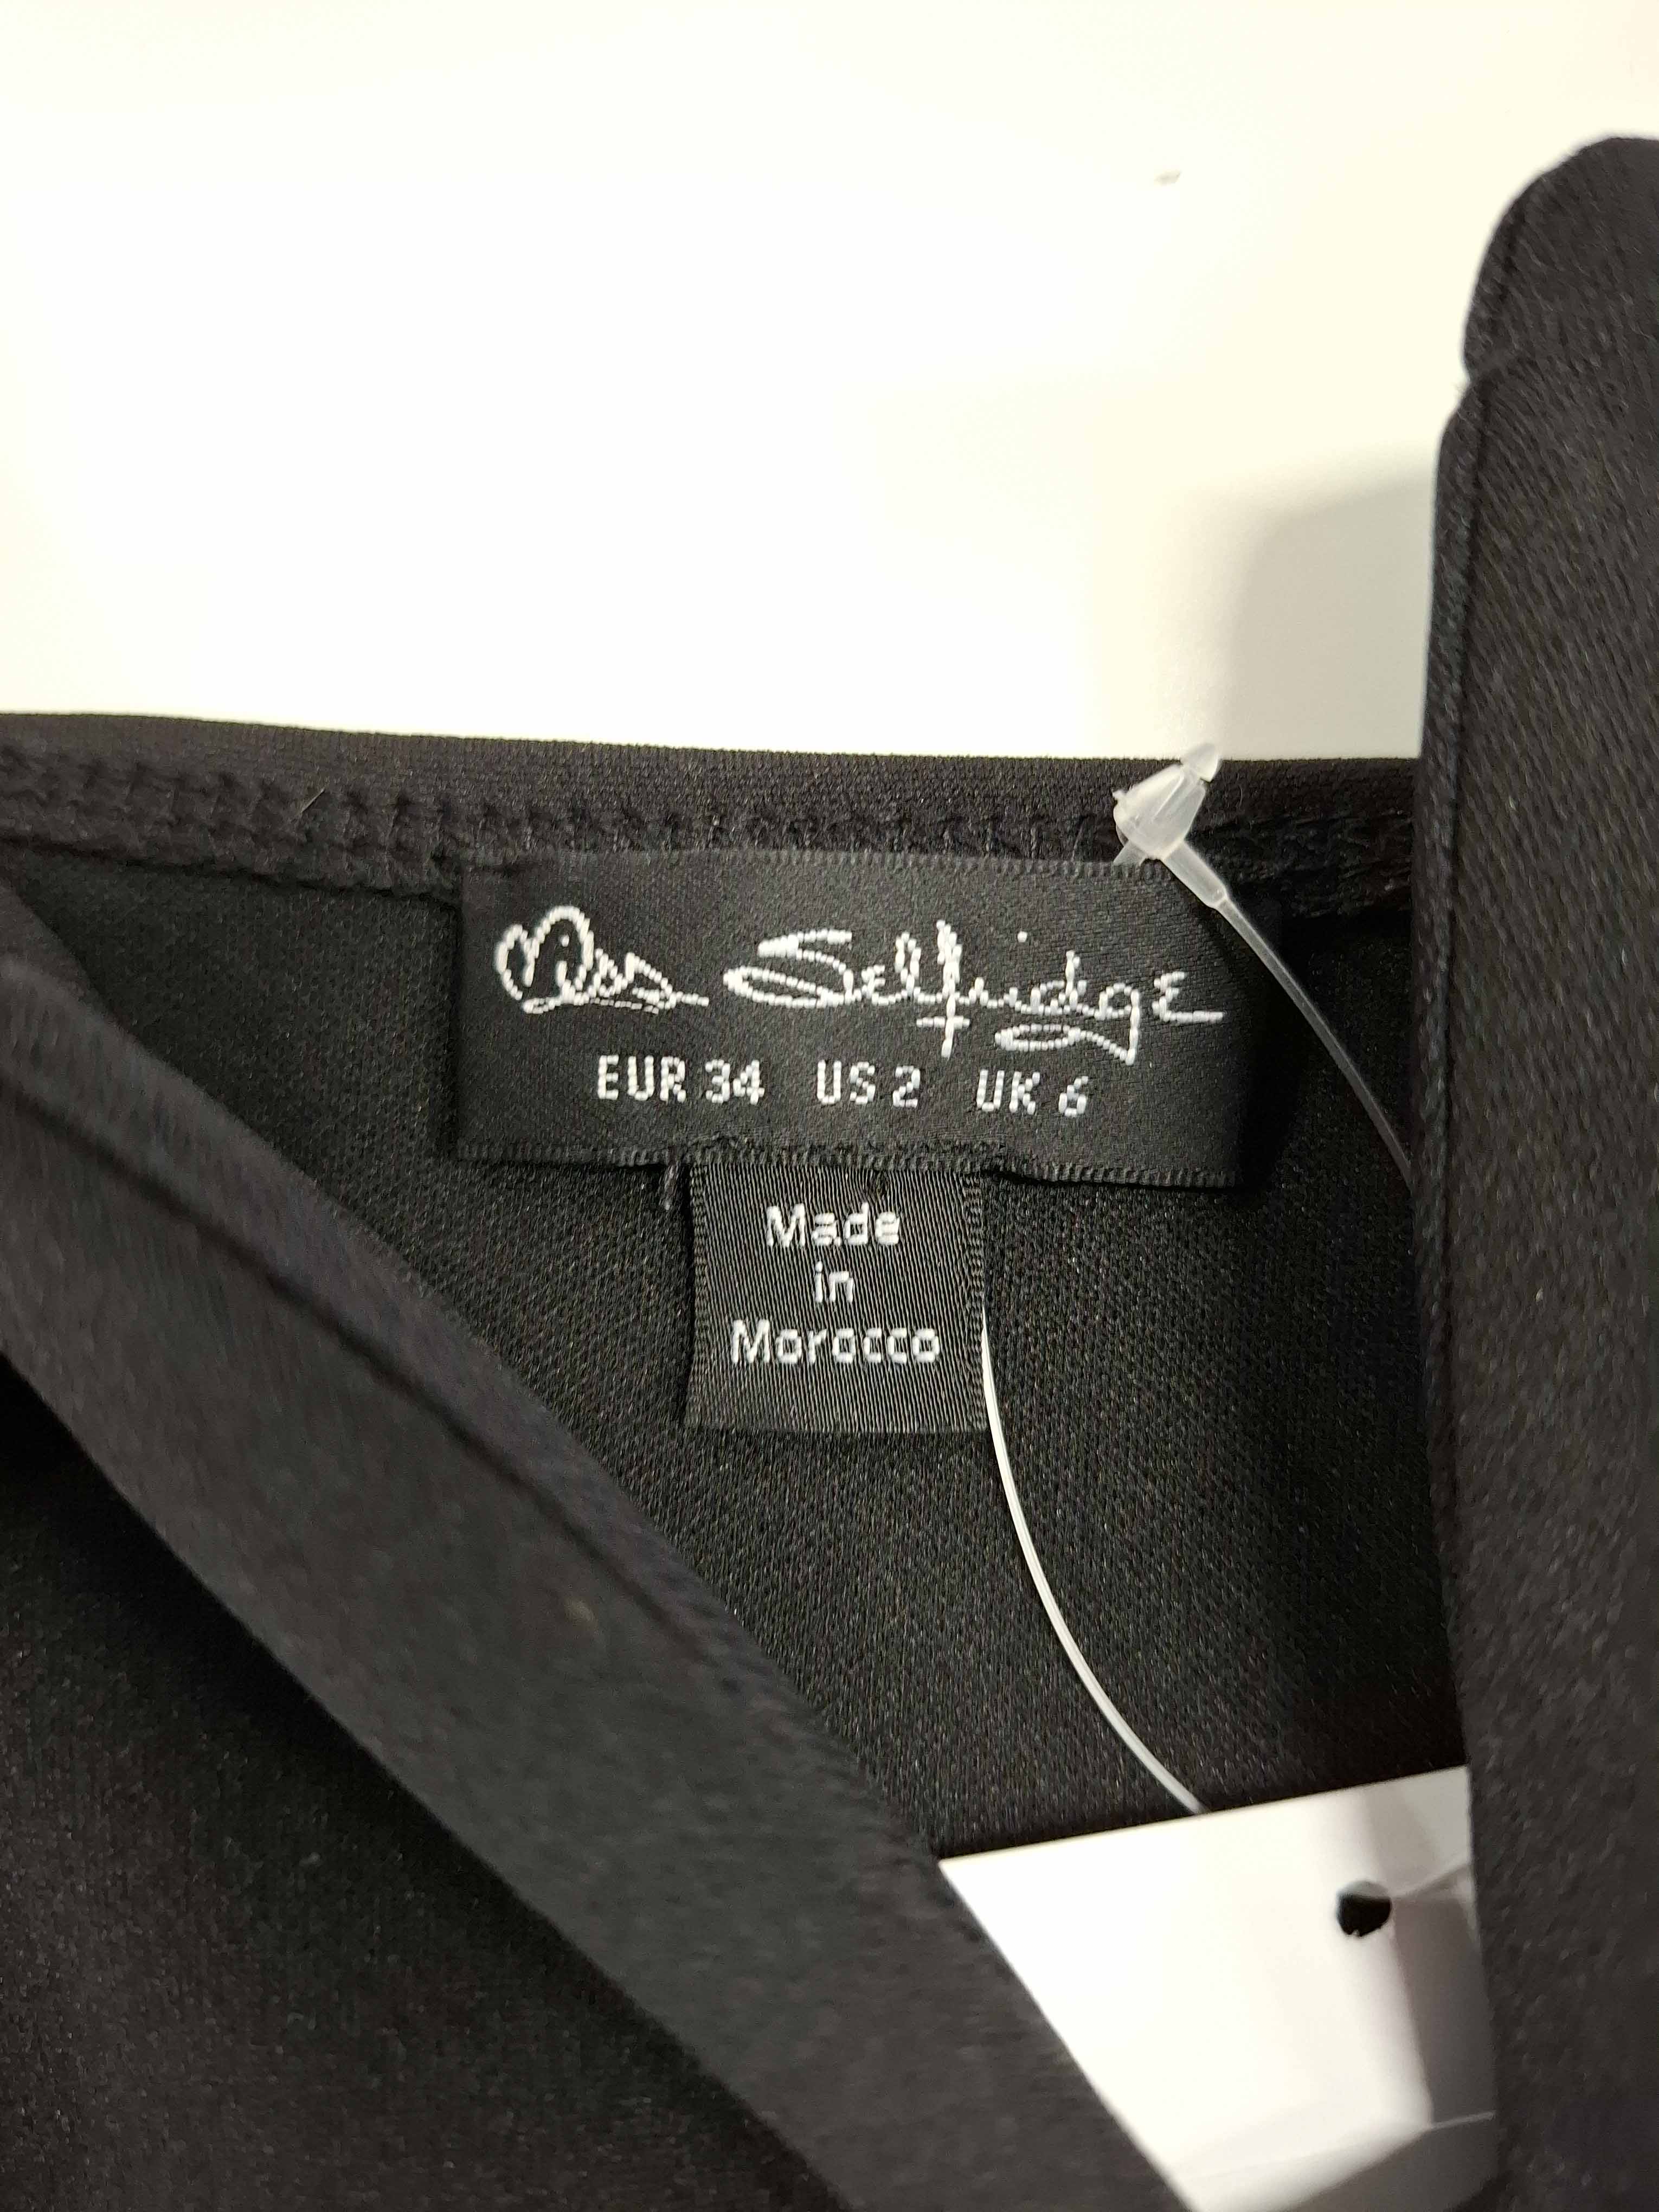 Miss Selfridge
EUR 34 US 2 UK 6
Made
in
Morocco